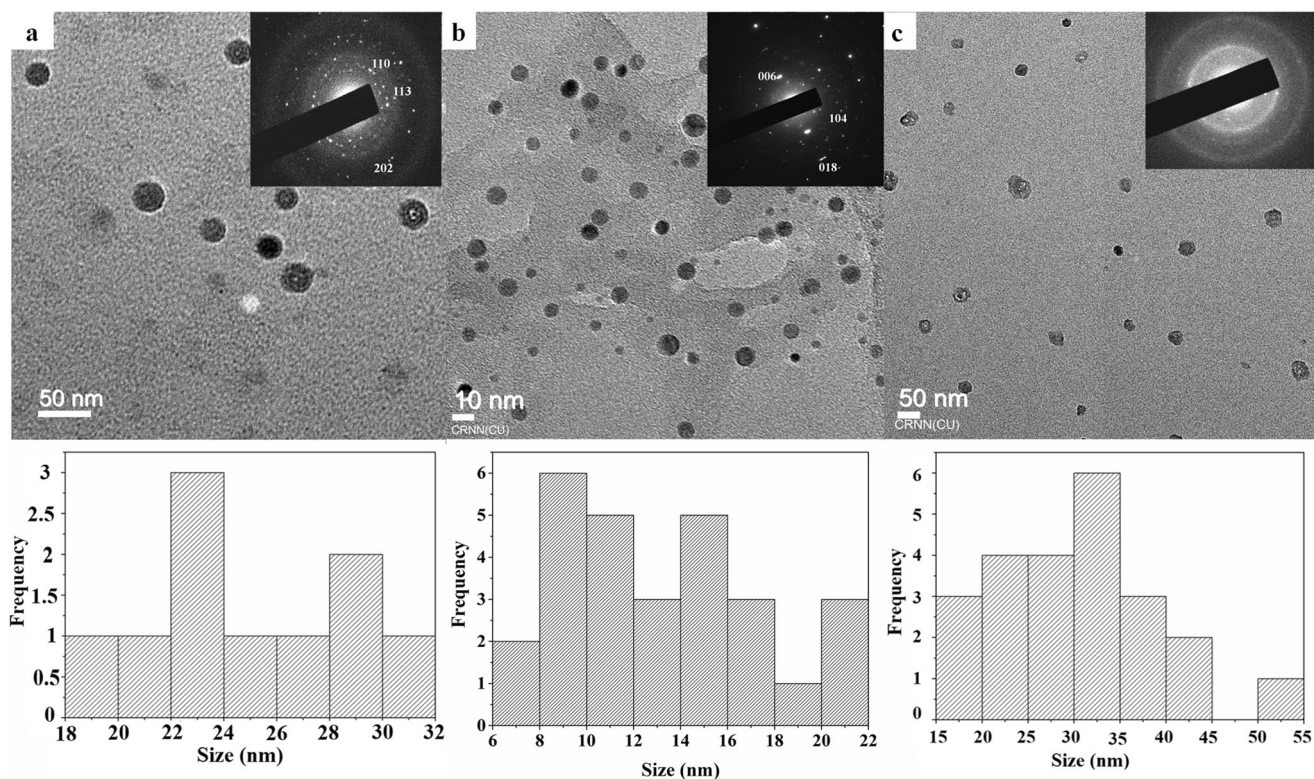 a
110
113
202
50 nm
b
006
104
018
10 nm
CRNN(CU)
c
50 nm
CRNN(CU)
Frequency
3
2.5
2
1.5
1
0.5
0
18 20 22 24 26 28 30 32
Size (nm)
Frequency
6
5
4
3
2
1
0
6 8 10 12 14 16 18 20 22
Size (nm)
Frequency
6
5
4
3
2
1
0
15 20 25 30 35 40 45 50 55
Size (nm)